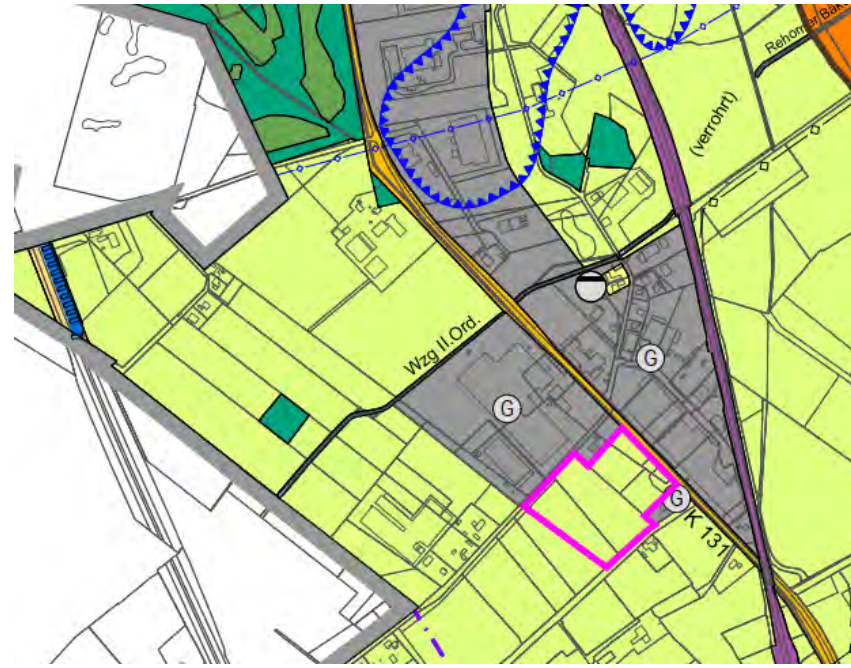 Rehorner Bäke
(verrohrt)
Wzg II.Ord.
G
G
G
K 131